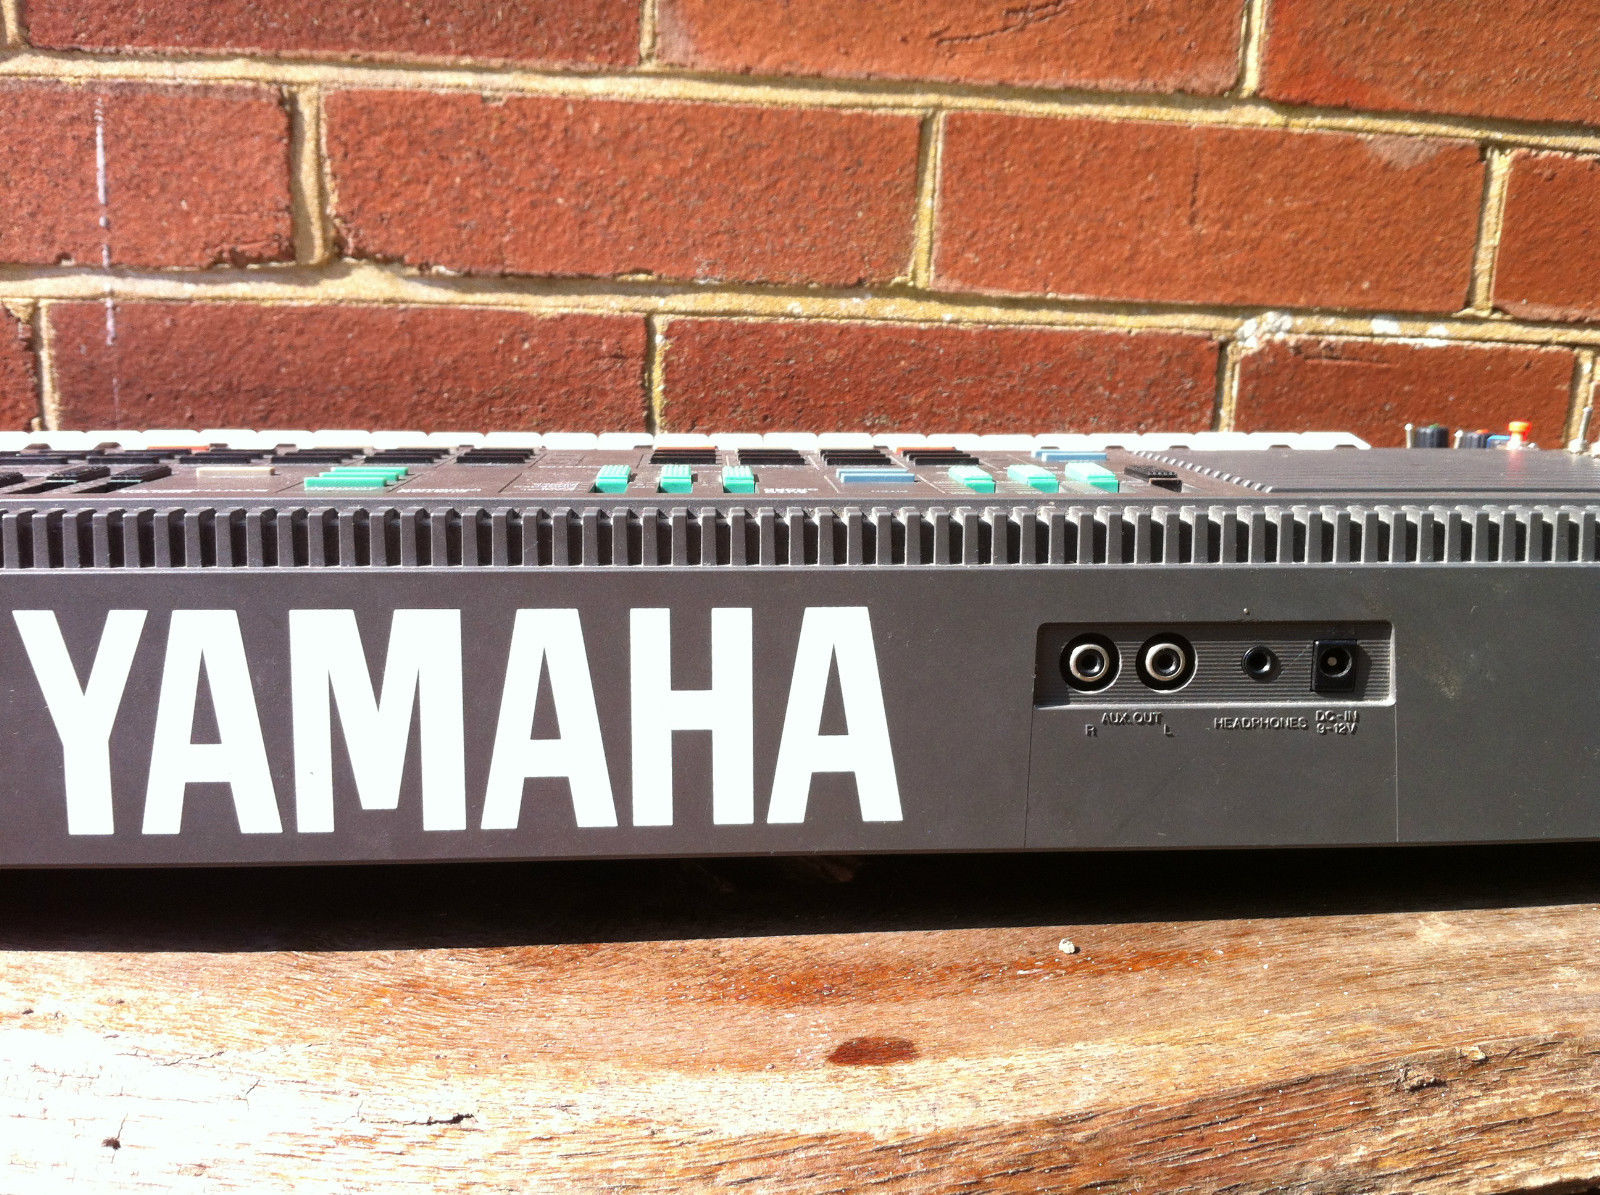 YAMAHA
AUX. OUT
R L
HEADPHONES
DC-IN
9-12V